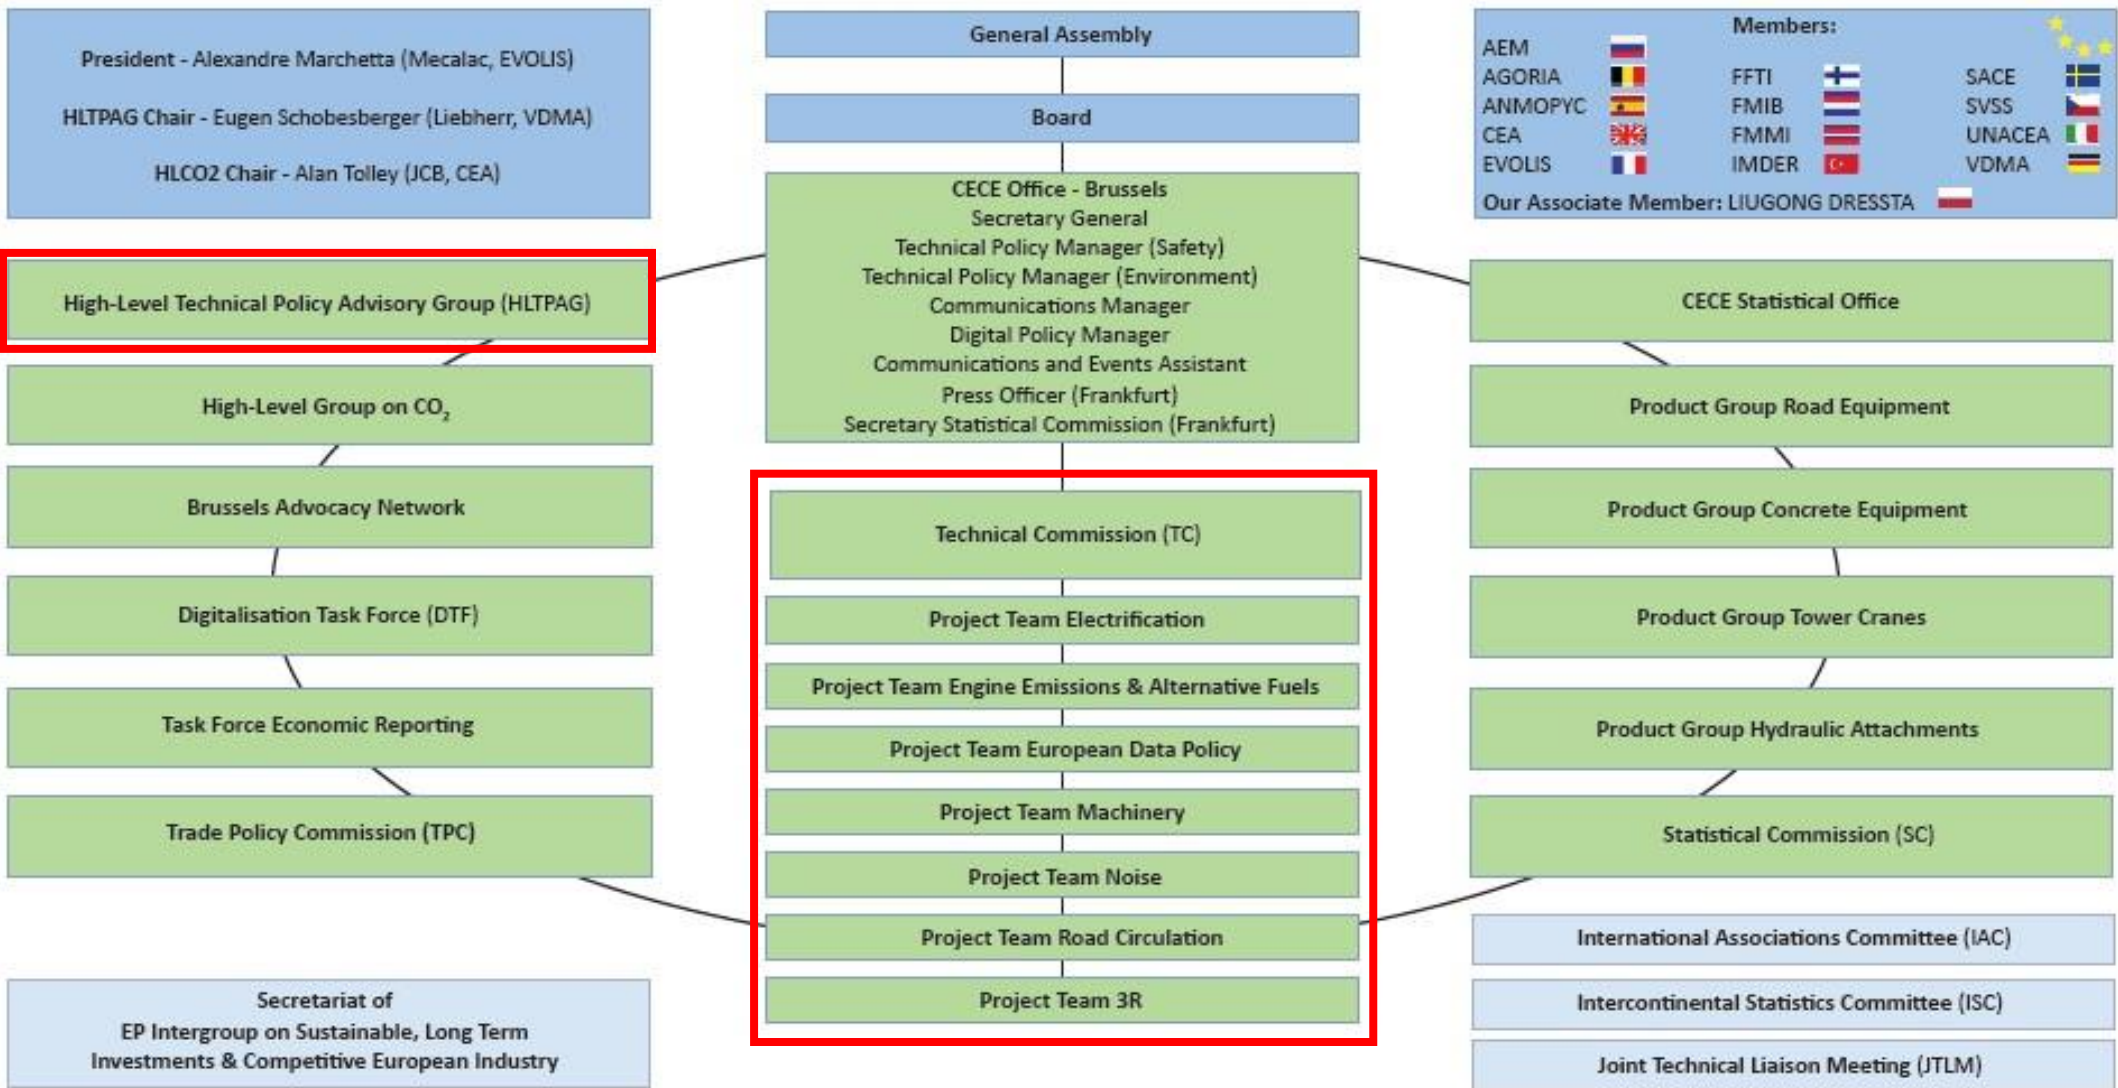 President - Alexandre Marchetta (Mecalac, EVOLIS)
HLTPAG Chair - Eugen Schobesberger (Liebherr, VDMA)
HLCO2 Chair - Alan Tolley (JCB, CEA)
General Assembly
Board
CECE Office - Brussels
Secretary General
Technical Policy Manager (Safety)
Technical Policy Manager (Environment)
Communications Manager
Digital Policy Manager
Communications and Events Assistant
Press Officer (Frankfurt)
Secretary Statistical Commission (Frankfurt)
Members:
AEM
AGORIA FFTI SACE
ANMOPYC FMIB SVSS
CEA FMMI UNACEA
EVOLIS IMDER VDMA
Our Associate Member: LIUGONG DRESSTA
High-Level Technical Policy Advisory Group (HLTPAG)
High-Level Group on CO₂
Brussels Advocacy Network
Digitalisation Task Force (DTF)
Task Force Economic Reporting
Trade Policy Commission (TPC)
Technical Commission (TC)
Project Team Electrification
Project Team Engine Emissions & Alternative Fuels
Project Team European Data Policy
Project Team Machinery
Project Team Noise
Project Team Road Circulation
Project Team 3R
CECE Statistical Office
Product Group Road Equipment
Product Group Concrete Equipment
Product Group Tower Cranes
Product Group Hydraulic Attachments
Statistical Commission (SC)
Secretariat of
EP Intergroup on Sustainable, Long Term
Investments & Competitive European Industry
International Associations Committee (IAC)
Intercontinental Statistics Committee (ISC)
Joint Technical Liaison Meeting (JTLM)